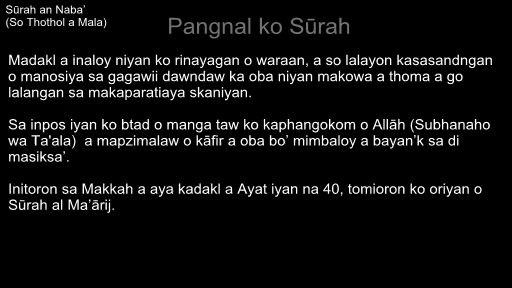 Sūrah an Naba’
(So Thothol a Mala)
Pangnal ko Sūrah
Madakl a inaloy niyan ko rinayagan o waraan, a so lalayon kasasandngan
o manosiya sa gagawii dawndaw ka oba niyan makowa a thoma a go
lalangan sa makaparatiaya skaniyan.
Sa inpos iyan ko btad o manga taw ko kaphangokom o Allāh (Subhanaho
wa Ta'ala)  a mapzimalaw o kāfir a oba bo’ mimbaloy a bayan’k sa di
masiksa’.
Initoron sa Makkah a aya kadakl a Ayat iyan na 40, tomioron ko oriyan o
Sūrah al Ma’ārij.